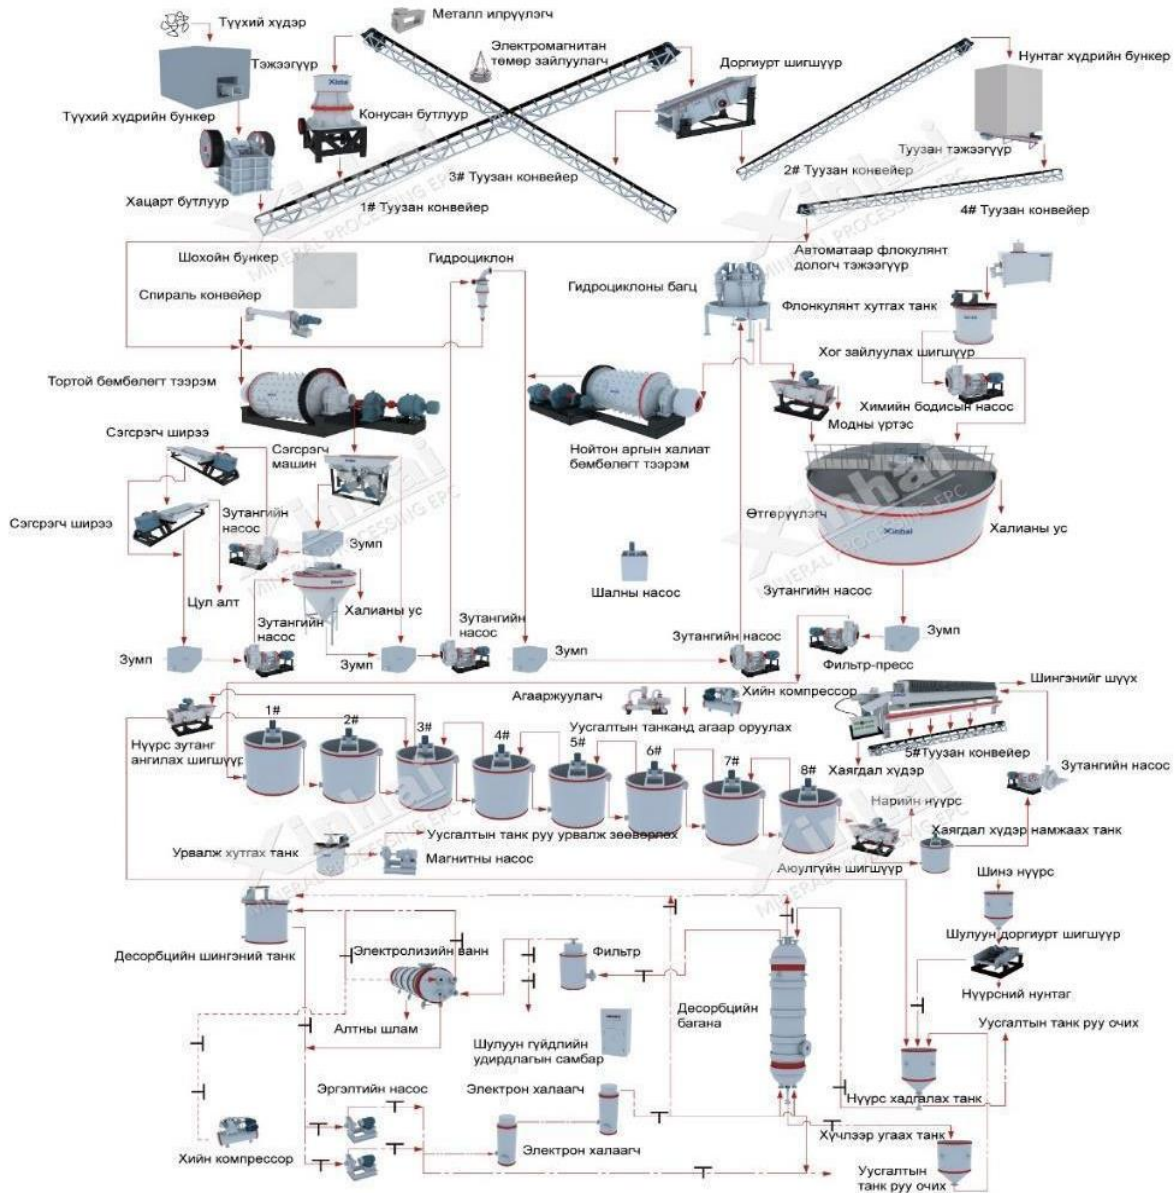 Түүхий хүдэр
Металл илрүүлэгч
Тэжээгүүр
Электромагнитан
төмөр зайлуулагч
Доргиурт шигшүүр
Нунтаг хүдрийн бункер
Түүхий хүдрийн бункер
Конусан бутлуур
Туузан тэжээгүүр
2# Туузан конвейер
3# Туузан конвейер
Хацарт бутлуур
1# Туузан конвейер
4# Туузан конвейер
Шохойн бункер
Гидроциклон
Автоматаар флокулянт
дологч тэжээгүүр
Гидроциклоны багц
Спираль конвейер
Флонкулянт хутгах танк
Хог зайлуулах шигшүүр
Тортой бөмбөлөгт тээрэм
Химийн бодисын насос
Модны үртэс
Сэгсрэгч ширээ
Сэгсрэгч
машин
Нойтон аргын халиат
бөмбөлөгт тээрэм
Сэгсрэгч ширээ
Зутангийн
насос
Өтгөрүүлэгч
Xinhai
Халианы ус
Зумп
Шалны насос
Зутангийн насос
Цул алт
Халианы ус
Зутангийн
насос
Зутангийн
насос
Зутангийн насос
Зумп
Зумп
Зумп
Зумп
Фильтр-пресс
Агааржуулагч
Хийн компрессор
Шингэнийг шүүх
Уусгалтын танканд агаар оруулах
1#
2#
3#
4#
5#
6#
7#
8#
Нүүрс зутанг
ангилах шигшүүр
5#Туузан конвейер
Хаягдал хүдэр
Зутангийн насос
Нарийн нүүрс
Уусгалтын танк руу урвалж зөөвөрлөх
Хаягдал хүдэр намжаах танк
Урвалж хутгах танк
Магнитны насос
Аюулгүйн шигшүүр
Шинэ нүүрс
Шулуун доргиурт шигшүүр
Десорбцийн шингэний танк
Электролизийн ванн
Фильтр
Нүүрсний нунтаг
Десорбцийн
багана
Алтны шлам
Уусгалтын танк руу очих
Шулуун гүйдлийн
удирдлагын самбар
Эргэлтийн насос
Электрон халаагч
Нүүрс хадгалах танк
Хүчлээр угаах танк
Хийн компрессор
Электрон халаагч
Уусгалтын
танк руу очих
Xinhai
MINERAL PROCESSING EPC